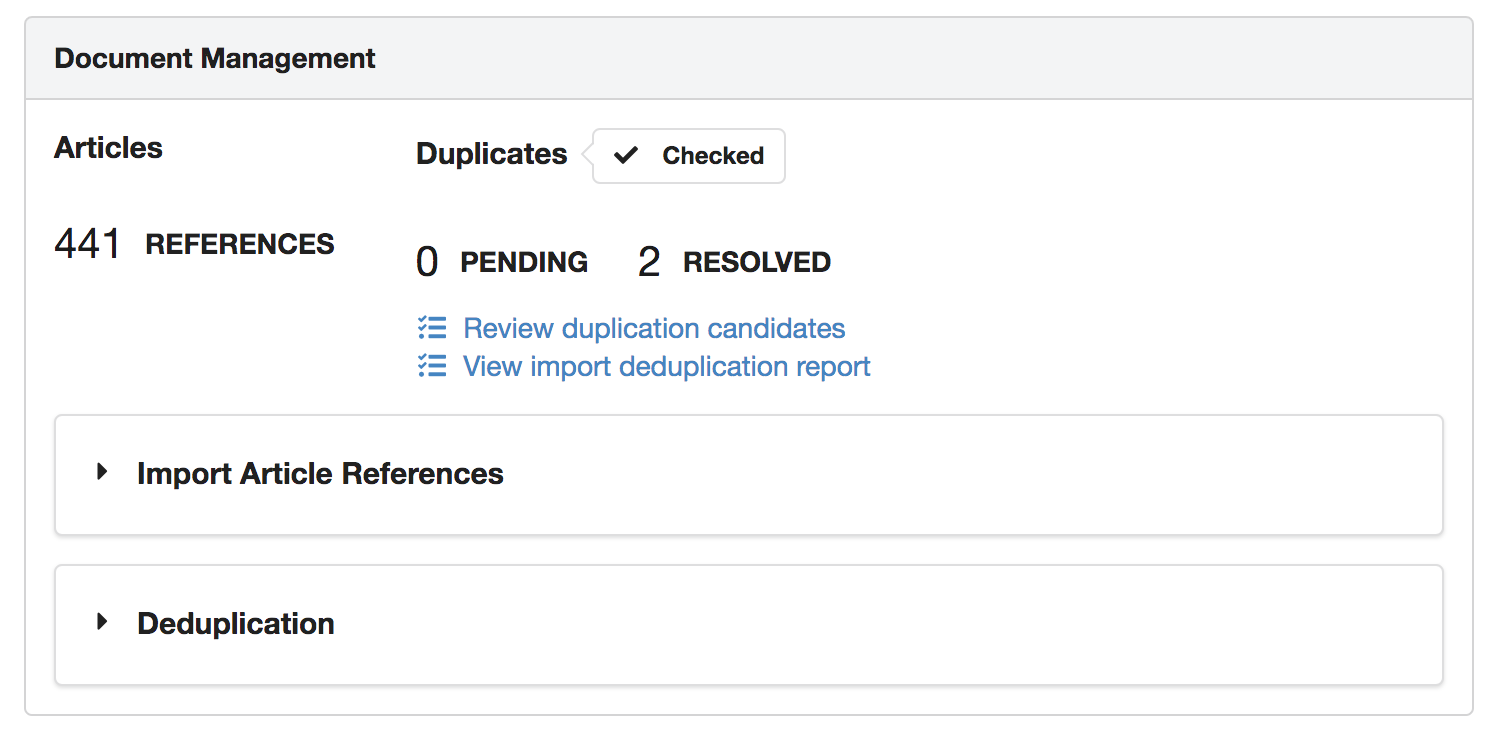 Document Management
Articles
Duplicates Checked
441 REFERENCES
0 PENDING 2 RESOLVED
Review duplication candidates
View import deduplication report
Import Article References
Deduplication